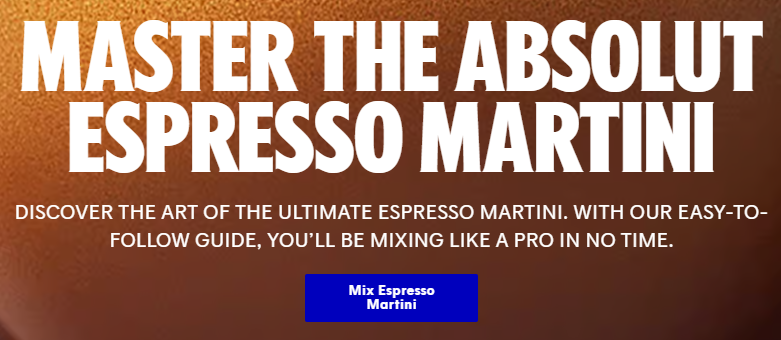 MASTER THE ABSOLUT
ESPRESSO MARTINI
DISCOVER THE ART OF THE ULTIMATE ESPRESSO MARTINI. WITH OUR EASY-TO-
FOLLOW GUIDE, YOU’LL BE MIXING LIKE A PRO IN NO TIME.
Mix Espresso
Martini